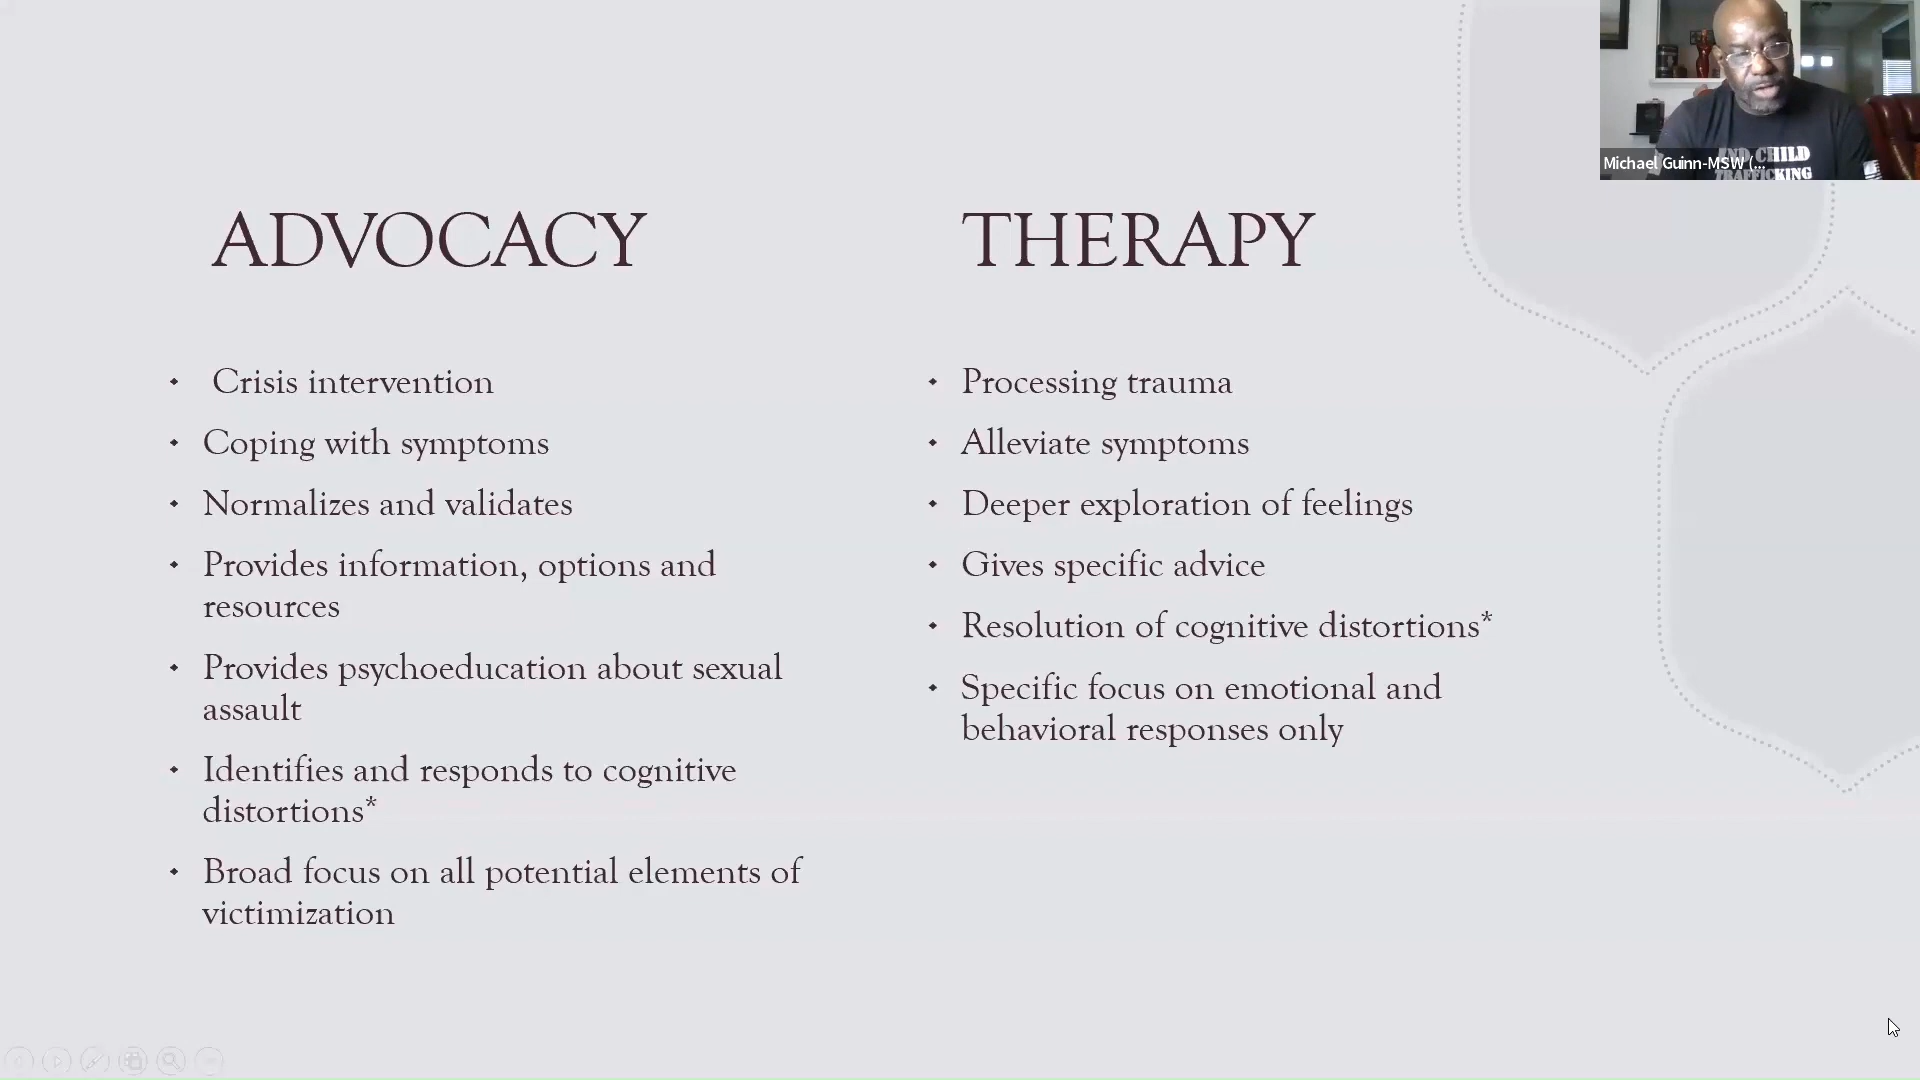 ADVOCACY
Crisis intervention
Coping with symptoms
Normalizes and validates
Provides information, options and
resources
Provides psychoeducation about sexual
assault
Identifies and responds to cognitive
distortions*
Broad focus on all potential elements of
victimization
THERAPY
Processing trauma
Alleviate symptoms
Deeper exploration of feelings
Gives specific advice
Resolution of cognitive distortions*
Specific focus on emotional and
behavioral responses only
END CHILD
TRAFFICKING
Michael Guinn-MSW (...